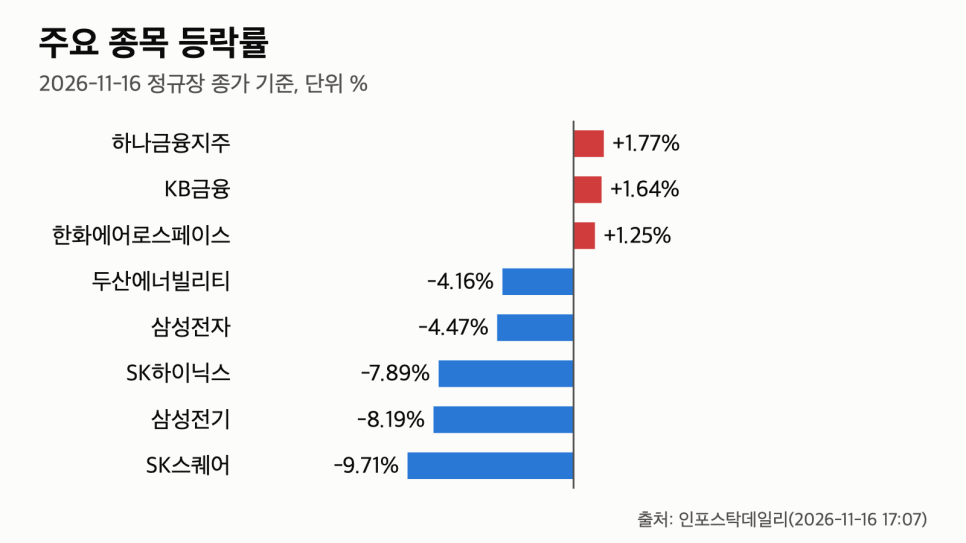 주요 종목 등락률
2026-11-16 정규장 종가 기준, 단위 %
하나금융지주 +1.77%
KB금융 +1.64%
한화에어로스페이스 +1.25%
두산에너빌리티 -4.16%
삼성전자 -4.47%
SK하이닉스 -7.89%
삼성전기 -8.19%
SK스퀘어 -9.71%
출처: 인포스탁데일리(2026-11-16 17:07)